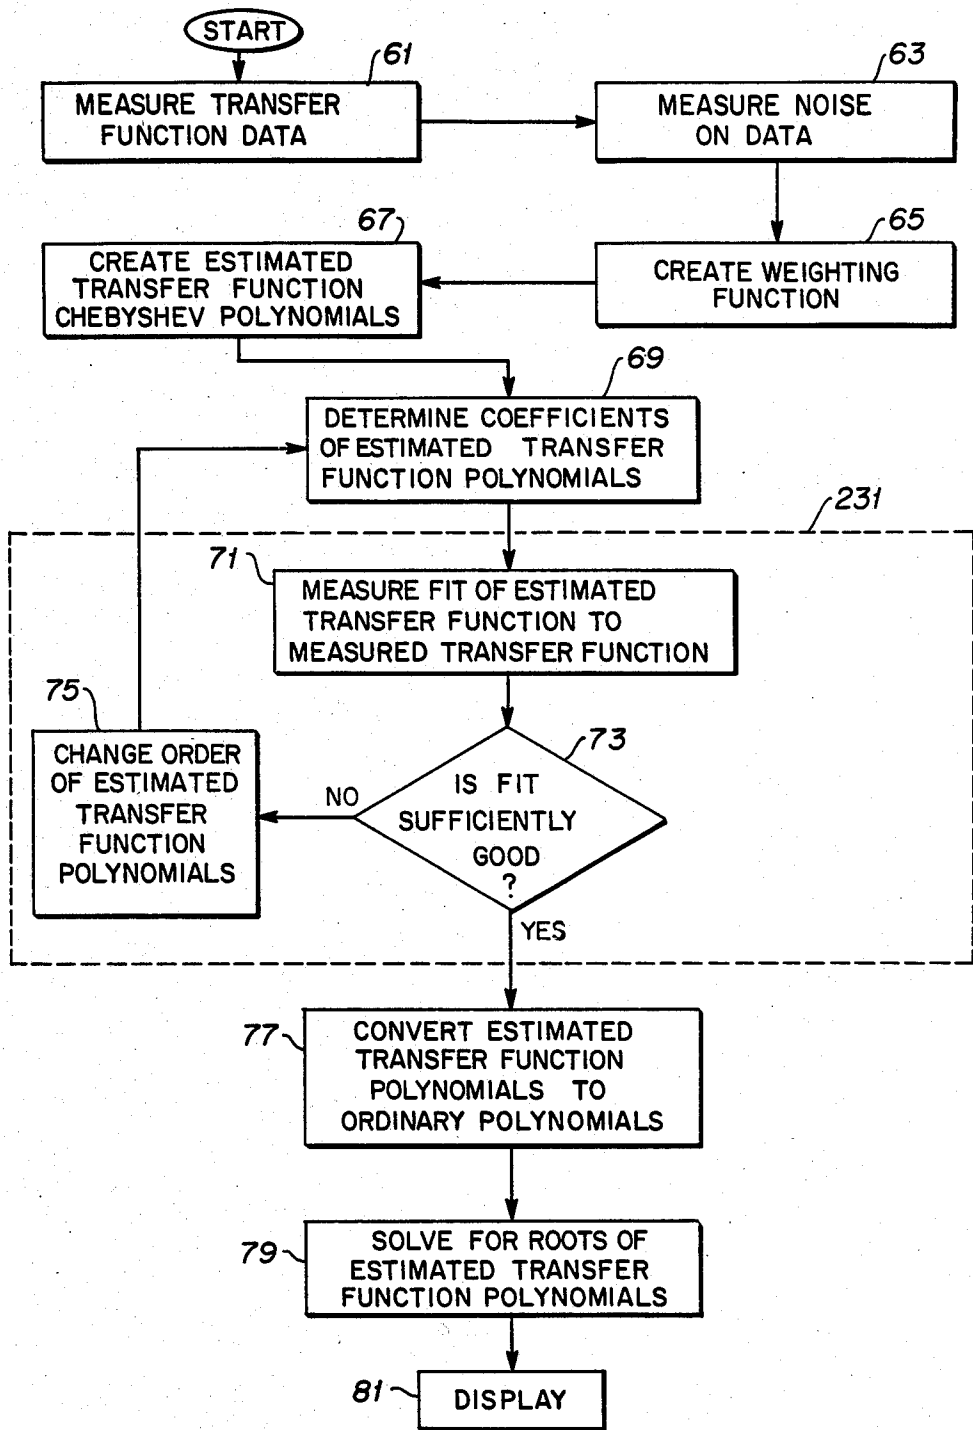 START
61
MEASURE TRANSFER
FUNCTION DATA
63
MEASURE NOISE
ON DATA
67
CREATE ESTIMATED
TRANSFER FUNCTION
CHEBYSHEV POLYNOMIALS
65
CREATE WEIGHTING
FUNCTION
69
DETERMINE COEFFICIENTS
OF ESTIMATED TRANSFER
FUNCTION POLYNOMIALS
231
71
MEASURE FIT OF ESTIMATED
TRANSFER FUNCTION TO
MEASURED TRANSFER FUNCTION
75
CHANGE ORDER
OF ESTIMATED
TRANSFER
FUNCTION
POLYNOMIALS
NO
73
IS FIT
SUFFICIENTLY
GOOD
?
YES
77
CONVERT ESTIMATED
TRANSFER FUNCTION
POLYNOMIALS TO
ORDINARY POLYNOMIALS
79
SOLVE FOR ROOTS OF
ESTIMATED TRANSFER
FUNCTION POLYNOMIALS
81
DISPLAY